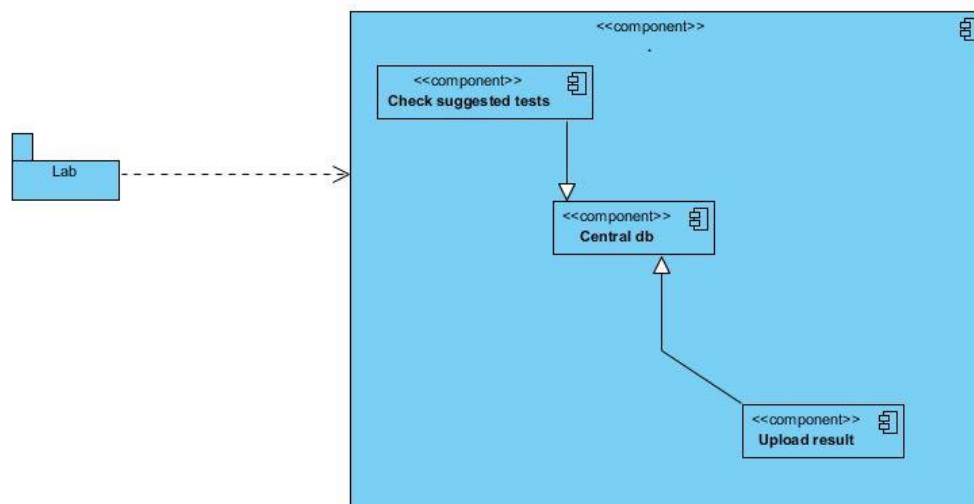 <<component>>
.
<<component>>
Check suggested tests
Lab
<<component>>
Central db
<<component>>
Upload result